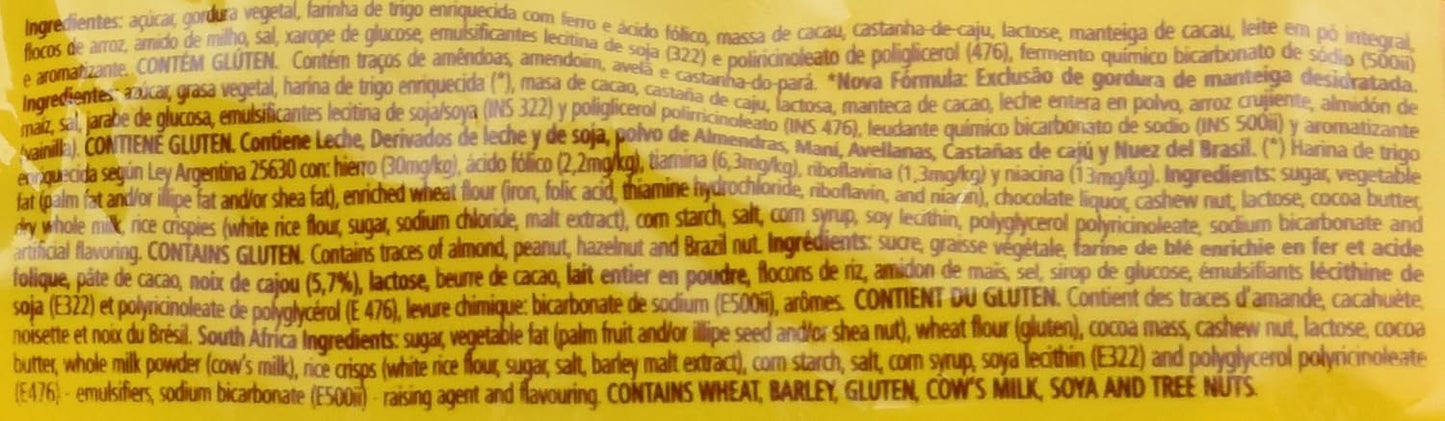 Ingredientes: açúcar, gordura vegetal, farinha de trigo enriquecida com ferro e ácido fólico, massa de cacau, castanha-de-caju, lactose, manteiga de cacau, leite em pó integral,
flocos de arroz, amido de milho, sal, xarope de glucose, emulsificantes lecitina de soja (322) e poliricinoleato de poliglicerol (476), fermento químico bicarbonato de sódio (500ii)
e aromatizante. CONTÉM GLÚTEN. Contém traços de amêndoas, amendoim, avelã e castanha-do-pará. *Nova Fórmula: Exclusão de gordura de manteiga desidratada.
Ingredientes: azúcar, grasa vegetal, harina de trigo enriquecida (*), masa de cacao, castaña de caju, lactosa, manteca de cacao, leche entera en polvo, arroz crujiente, almidón de
maíz, sal, jarabe de glucosa, emulsificantes lecitina de soja/soya (INS 322) y poliglicerol polirricinoleato (INS 476), leudante químico bicarbonato de sodio (INS 500ii) y aromatizante
(vainilla). CONTIENE GLUTEN. Contiene Leche, Derivados de leche y de soja, polvo de Almendras, Maní, Avellanas, Castañas de cajú y Nuez del Brasil. (*) Harina de trigo
enriquecida según Ley Argentina 25630 con: hierro (30mg/kg), ácido fólico (2,2mg/kg), tiamina (6,3mg/kg), riboflavina (1,3mg/kg) y niacina (13mg/kg). Ingredients: sugar, vegetable
fat (palm fat and/or illipe fat and/or shea fat), enriched wheat flour (iron, folic acid, thiamine hydrochloride, riboflavin, and niacin), chocolate liquor, cashew nut, lactose, cocoa butter,
dry whole milk, rice crispies (white rice flour, sugar, sodium chloride, malt extract), corn starch, salt, corn syrup, soy lecithin, polyglycerol polyricinoleate, sodium bicarbonate and
artificial flavoring. CONTAINS GLUTEN. Contains traces of almond, peanut, hazelnut and Brazil nut. Ingrédients: sucre, graisse végétale, farine de blé enrichie en fer et acide
folique, pâte de cacao, noix de cajou (5,7%), lactose, beurre de cacao, lait entier en poudre, flocons de riz, amidon de maïs, sel, sirop de glucose, émulsifiants lécithine de
soja (E322) et polyricinoleate de polyglycérol (E 476), levure chimique: bicarbonate de sodium (E500ii), arômes. CONTIENT DU GLUTEN. Contient des traces d'amande, cacahuète,
noisette et noix du Brésil. South Africa Ingredients: sugar, vegetable fat (palm fruit and/or illipe seed and/or shea nut), wheat flour (gluten), cocoa mass, cashew nut, lactose, cocoa
butter, whole milk powder (cow's milk), rice crisps (white rice flour, sugar, salt, barley malt extract), corn starch, salt, corn syrup, soya lecithin (E322) and polyglycerol polyricinoleate
(E476) - emulsifiers, sodium bicarbonate (E500ii) - raising agent and flavouring. CONTAINS WHEAT, BARLEY, GLUTEN, COW'S MILK, SOYA AND TREE NUTS.